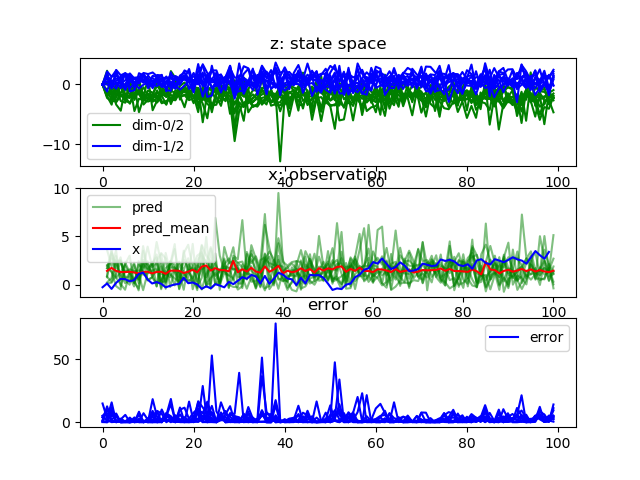 z: state space
0
−10
dim-0/2
dim-1/2
0 20 40 60 80 100
x: observation
10
5
0
pred
pred_mean
x
0 20 40 60 80 100
error
50
0
error
0 20 40 60 80 100